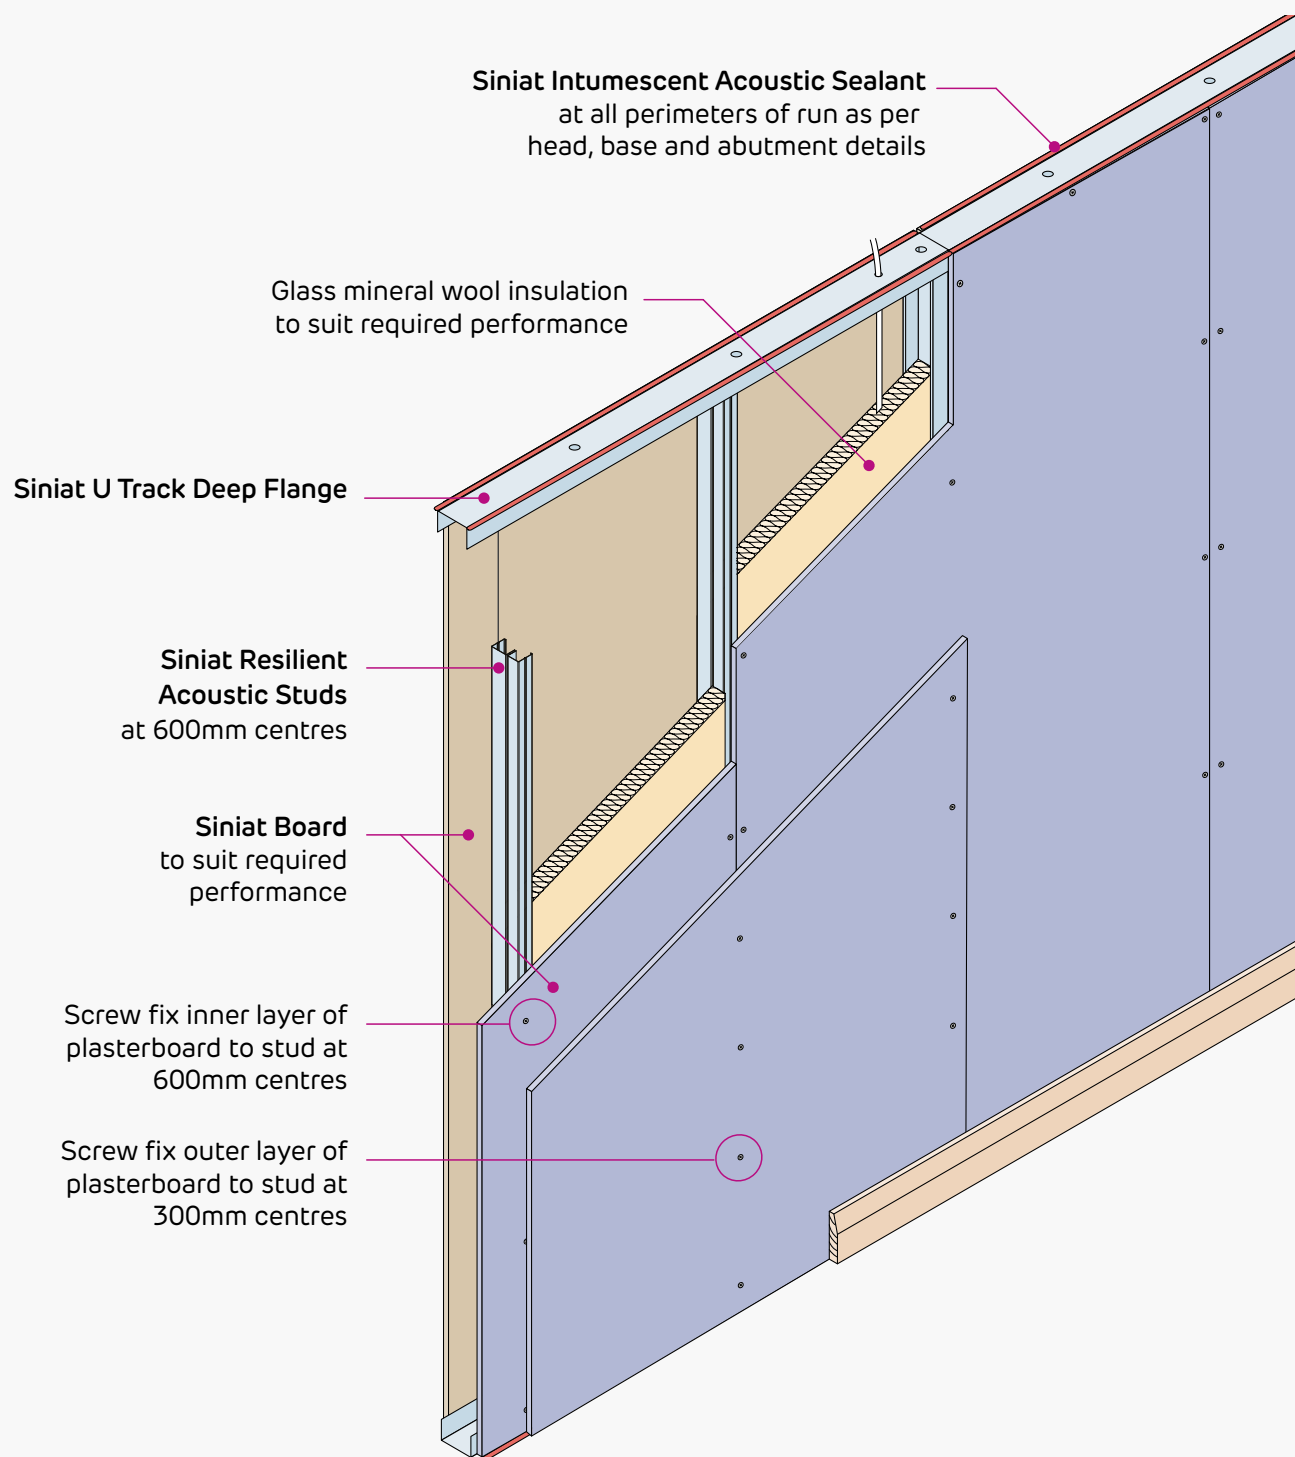 Siniat Intumescent Acoustic Sealant
at all perimeters of run as per
head, base and abutment details
Glass mineral wool insulation
to suit required performance
Siniat U Track Deep Flange
Siniat Resilient
Acoustic Studs
at 600mm centres
Siniat Board
to suit required
performance
Screw fix inner layer of
plasterboard to stud at
600mm centres
Screw fix outer layer of
plasterboard to stud at
300mm centres